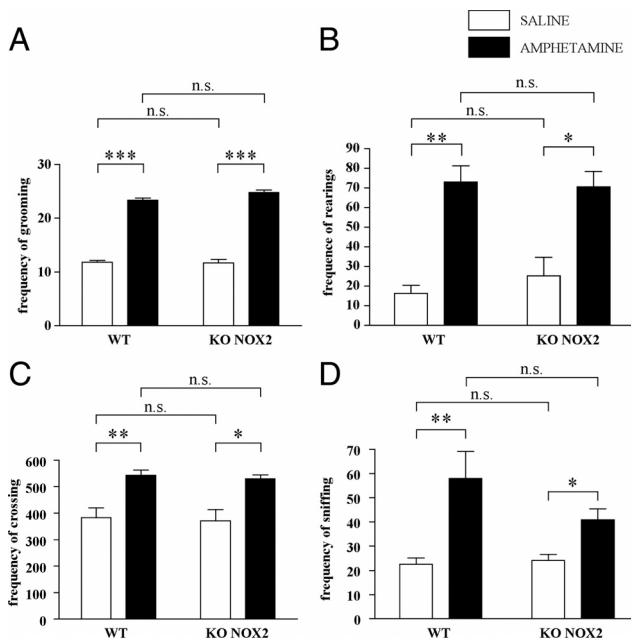 SALINE
AMPHETAMINE
A
n.s.
n.s.
*** ***
frequency of grooming
30
20
10
0
WT KO NOX2
B
n.s.
n.s.
** *
frequence of rearings
90
80
70
60
50
40
30
20
10
0
WT KO NOX2
C
n.s.
n.s.
** *
frequency of crossing
600
500
400
300
200
100
0
WT KO NOX2
D
n.s.
n.s.
** *
frequency of sniffing
70
60
50
40
30
20
10
0
WT KO NOX2